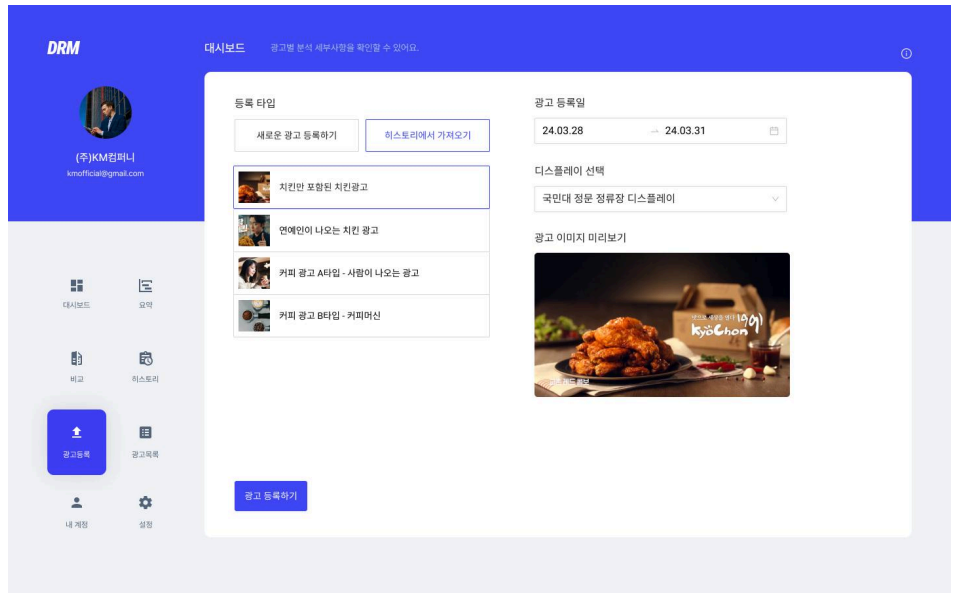 DRM
대시보드 광고별 분석 세부사항을 확인할 수 있어요.
(주)KM컴퍼니
kmofficial@gmail.com
대시보드 요약
비교 히스토리
광고등록 광고목록
내 계정 설정
등록 타입
새로운 광고 등록하기 히스토리에서 가져오기
치킨만 포함된 치킨광고
연예인이 나오는 치킨 광고
커피 광고 A타입 - 사람이 나오는 광고
커피 광고 B타입 - 커피머신
광고 등록하기
광고 등록일
24.03.28 → 24.03.31
디스플레이 선택
국민대 정문 정류장 디스플레이
광고 이미지 미리보기
1991
KyoChon